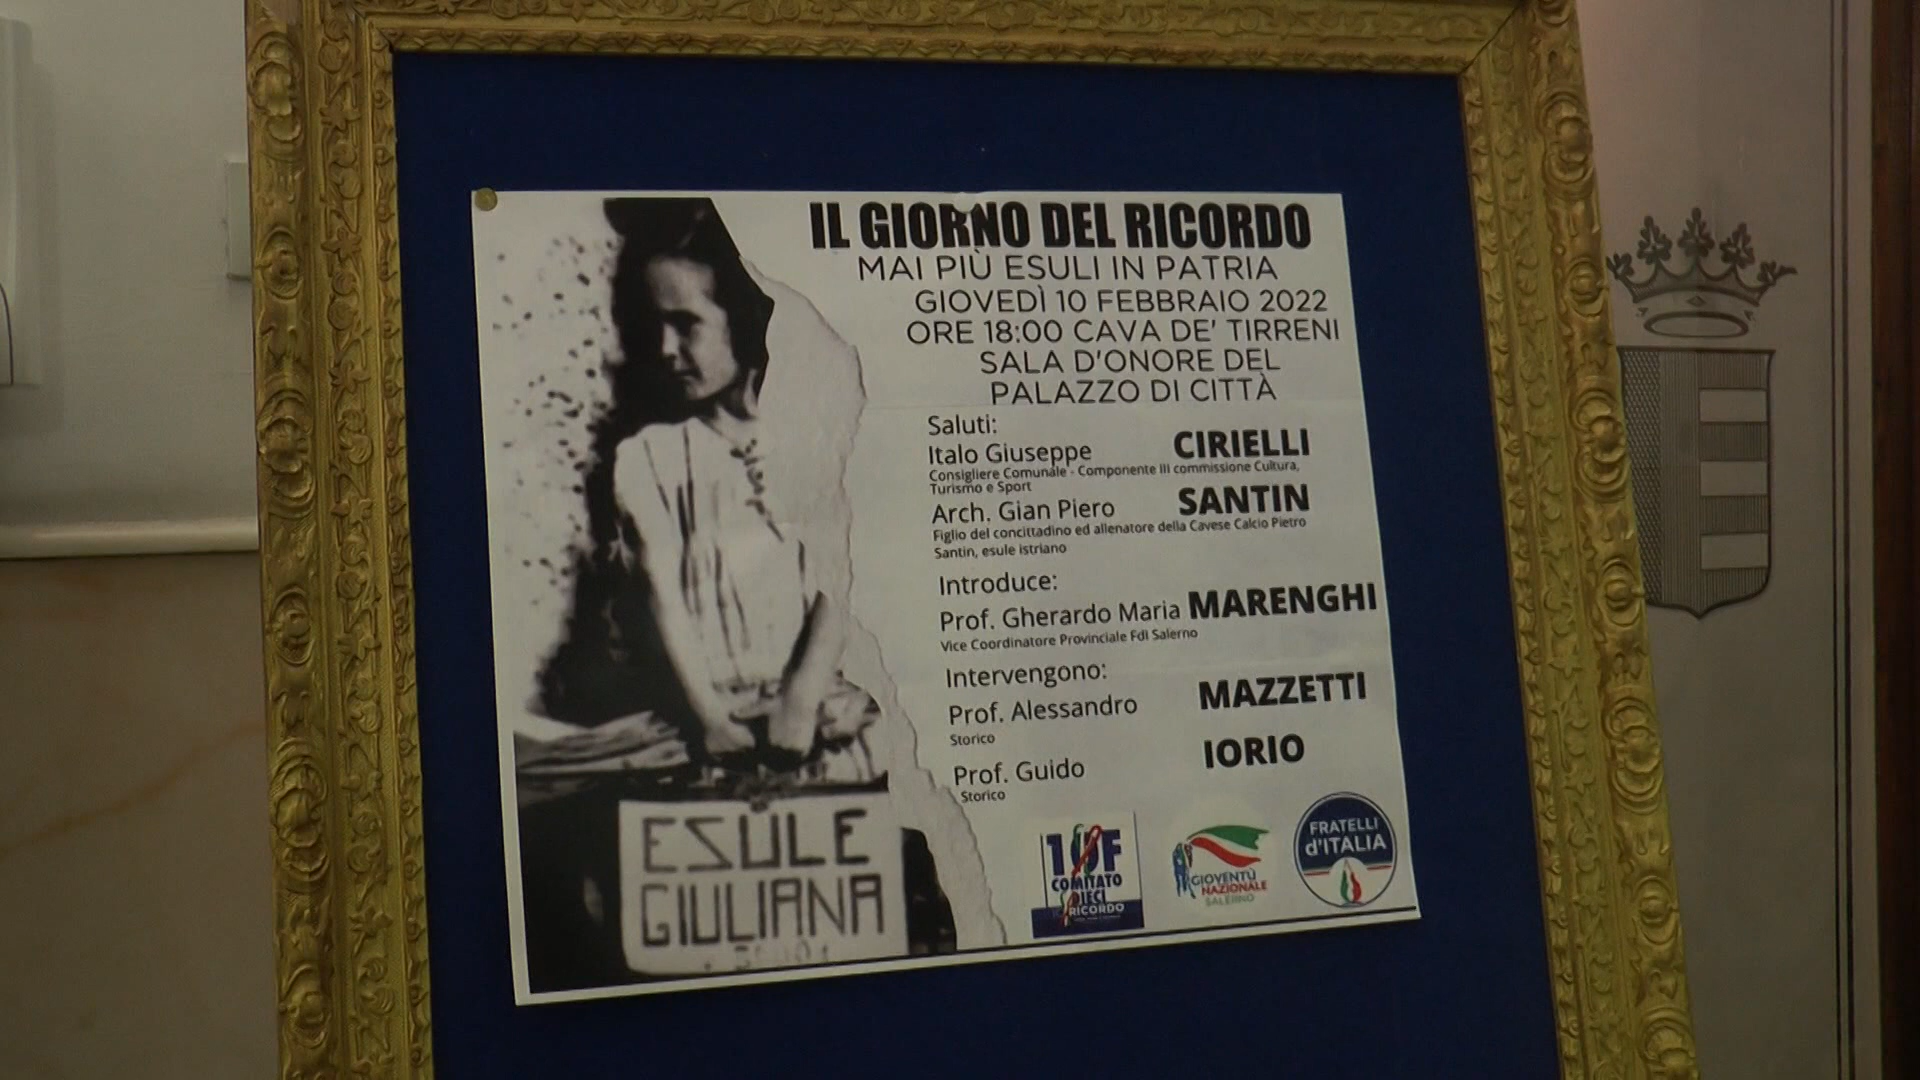 IL GIORNO DEL RICORDO
MAI PIÙ ESULI IN PATRIA
GIOVEDÌ 10 FEBBRAIO 2022
ORE 18:00 CAVA DE' TIRRENI
SALA D'ONORE DEL
PALAZZO DI CITTÀ
Saluti:
Italo Giuseppe CIRIELLI
Consigliere Comunale - Componente III commissione Cultura,
Turismo e Sport
Arch. Gian Piero SANTIN
Figlio del concittadino ed allenatore della Cavese Calcio Pietro
Santin, esule istriano
Introduce:
Prof. Gherardo Maria MARENGHI
Vice Coordinatore Provinciale FdI Salerno
Intervengono:
Prof. Alessandro MAZZETTI
Storico
Prof. Guido IORIO
Storico
ESULE
GIULIANA
10F
COMITATO
DIECI
RICORDO
GIOVENTÙ
NAZIONALE
SALERNO
FRATELLI
d'ITALIA